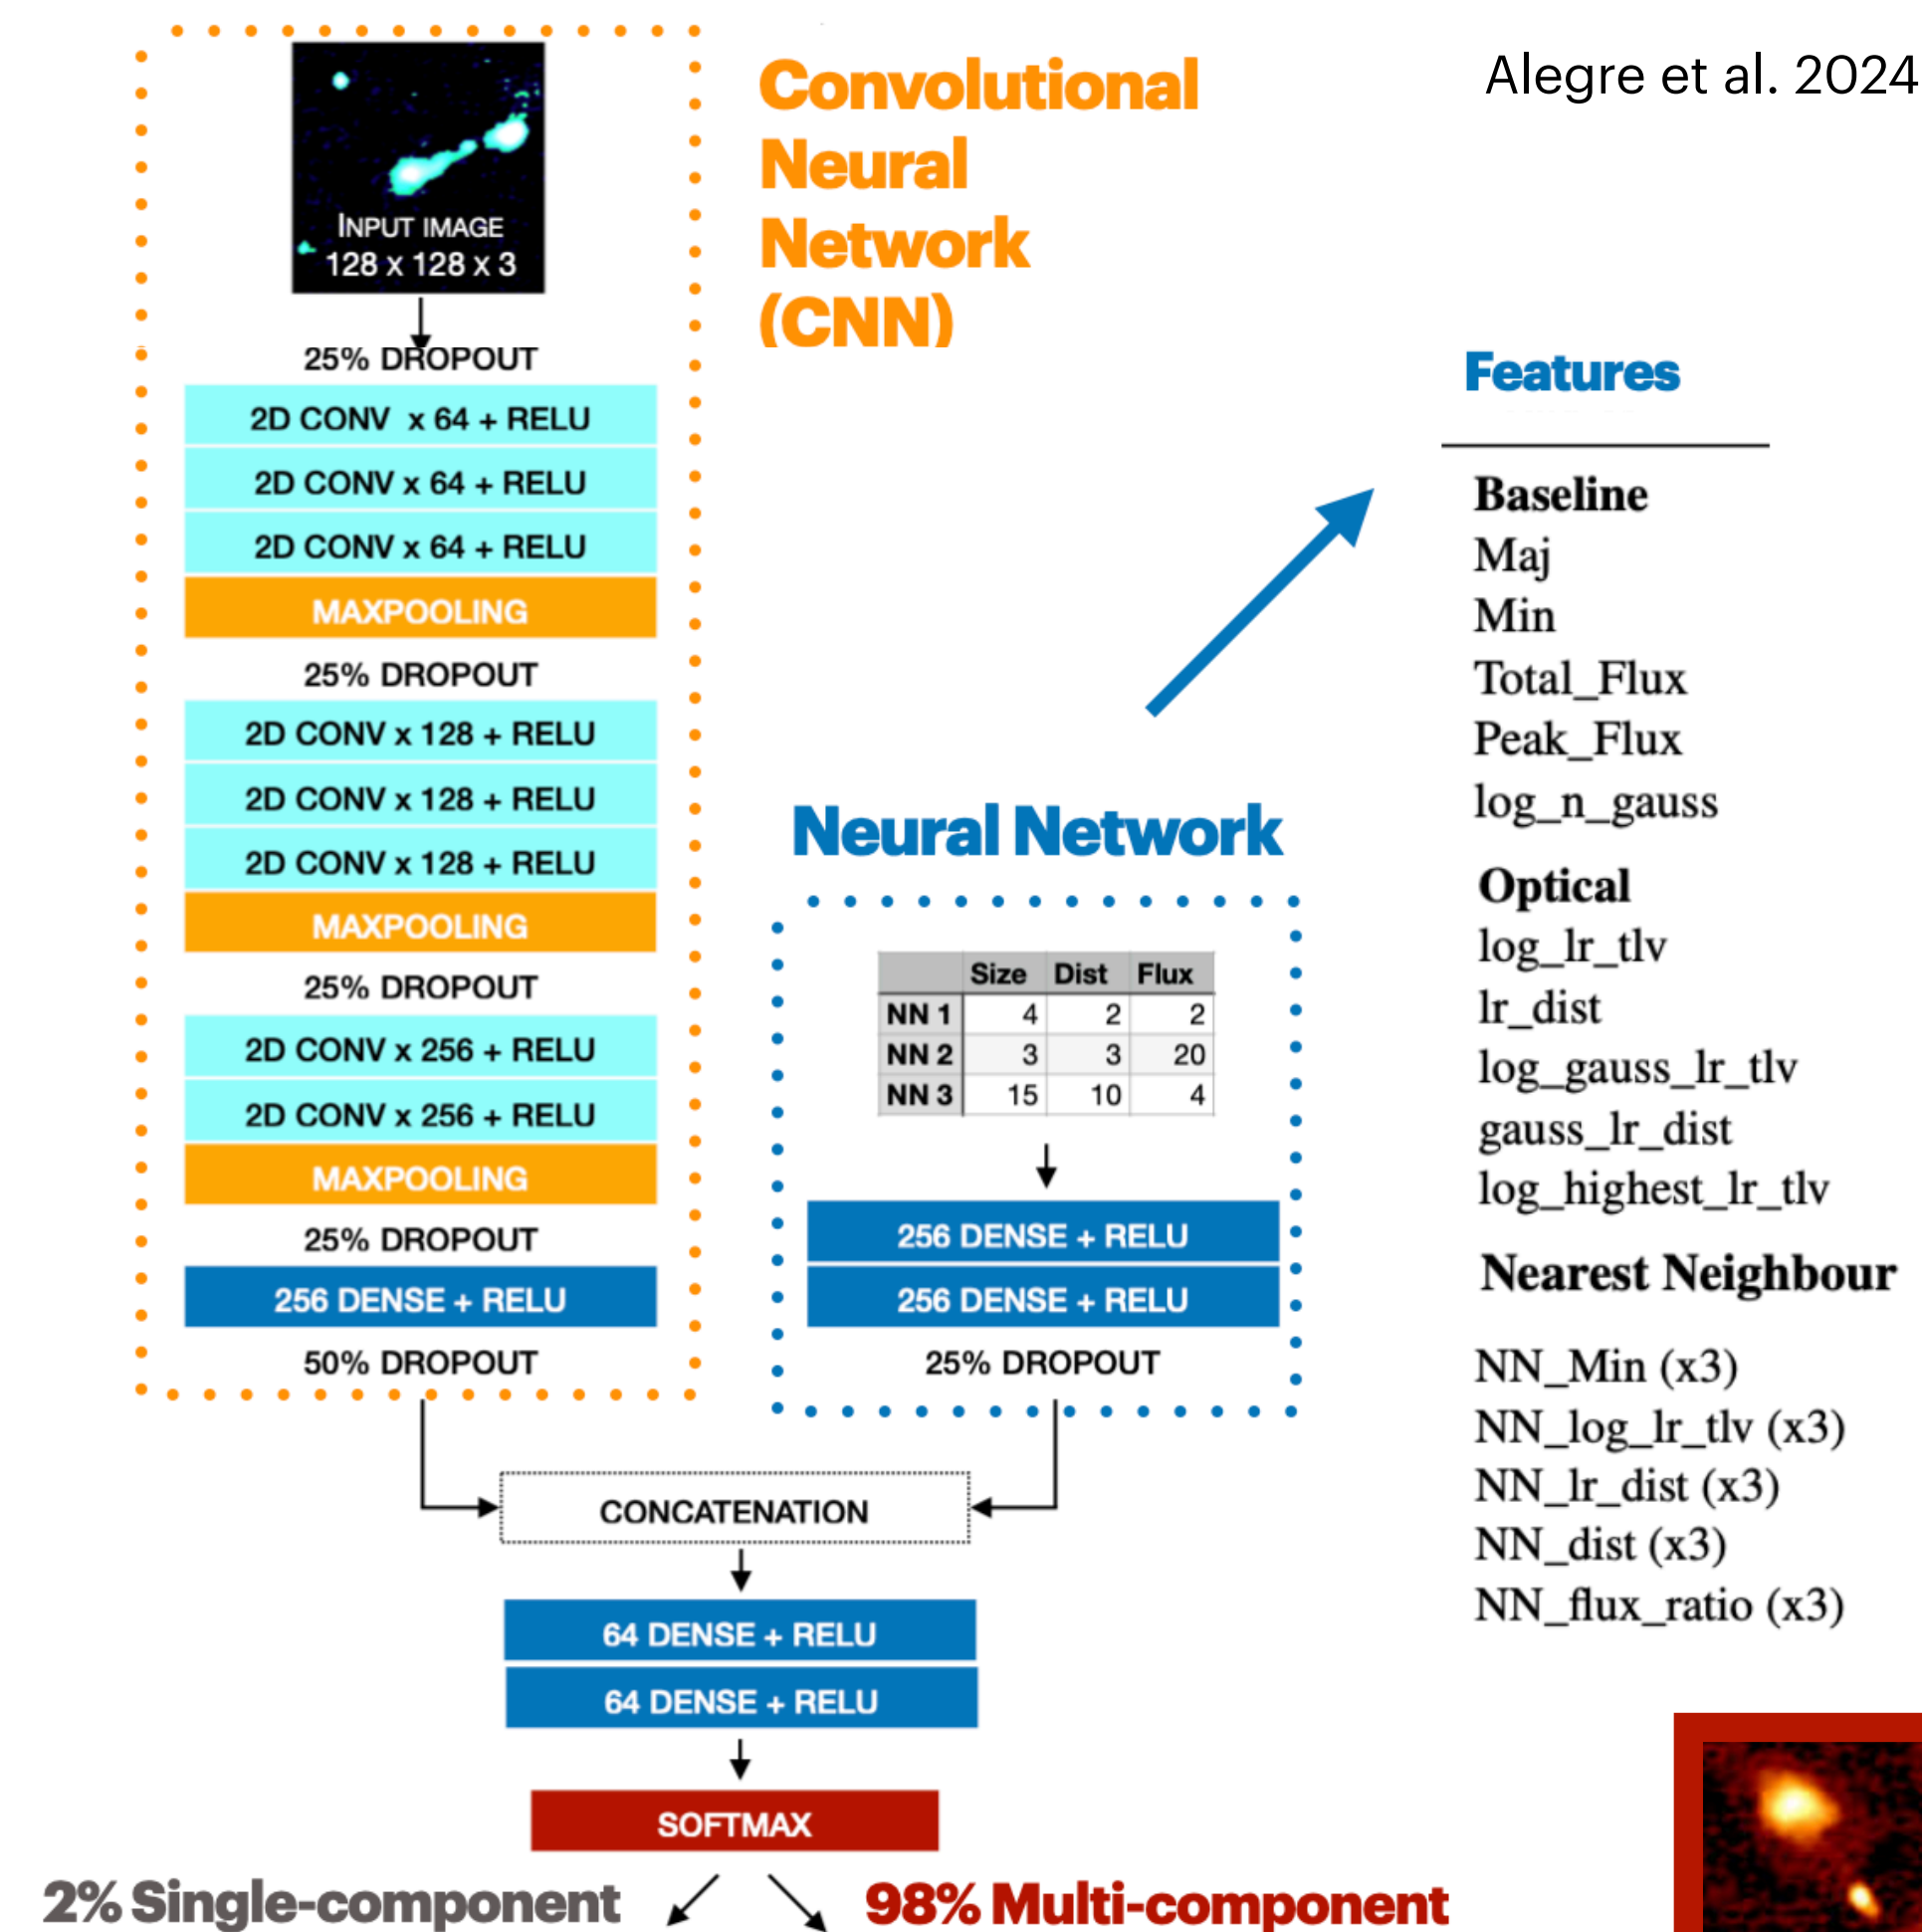 Alegre et al. 2024
Convolutional
Neural
Network
(CNN)
INPUT IMAGE
128 x 128 x 3
25% DROPOUT
2D CONV x 64 + RELU
2D CONV x 64 + RELU
2D CONV x 64 + RELU
MAXPOOLING
25% DROPOUT
2D CONV x 128 + RELU
2D CONV x 128 + RELU
2D CONV x 128 + RELU
MAXPOOLING
25% DROPOUT
2D CONV x 256 + RELU
2D CONV x 256 + RELU
MAXPOOLING
25% DROPOUT
256 DENSE + RELU
50% DROPOUT
Neural Network
Size Dist Flux
NN 1 4 2 2
NN 2 3 3 20
NN 3 15 10 4
256 DENSE + RELU
256 DENSE + RELU
25% DROPOUT
CONCATENATION
64 DENSE + RELU
64 DENSE + RELU
SOFTMAX
2% Single-component
98% Multi-component
Features
Baseline
Maj
Min
Total_Flux
Peak_Flux
log_n_gauss
Optical
log_lr_tlv
lr_dist
log_gauss_lr_tlv
gauss_lr_dist
log_highest_lr_tlv
Nearest Neighbour
NN_Min (x3)
NN_log_lr_tlv (x3)
NN_lr_dist (x3)
NN_dist (x3)
NN_flux_ratio (x3)